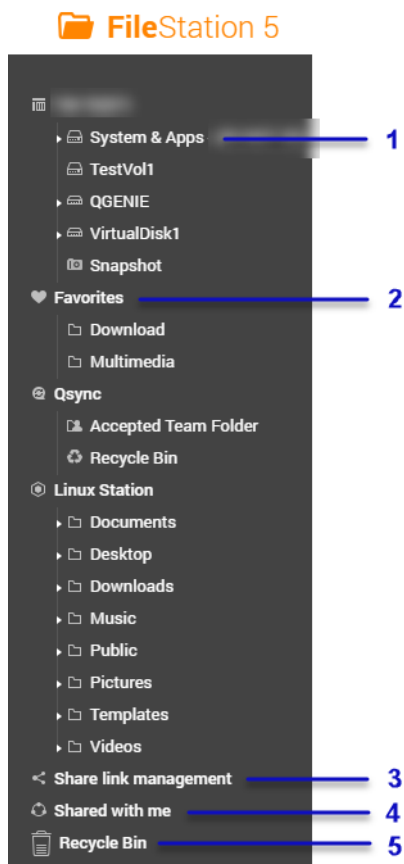 FileStation 5
System & Apps 1
TestVol1
QGENIE
VirtualDisk1
Snapshot
Favorites 2
Download
Multimedia
Qsync
Accepted Team Folder
Recycle Bin
Linux Station
Documents
Desktop
Downloads
Music
Public
Pictures
Templates
Videos
Share link management 3
Shared with me 4
Recycle Bin 5